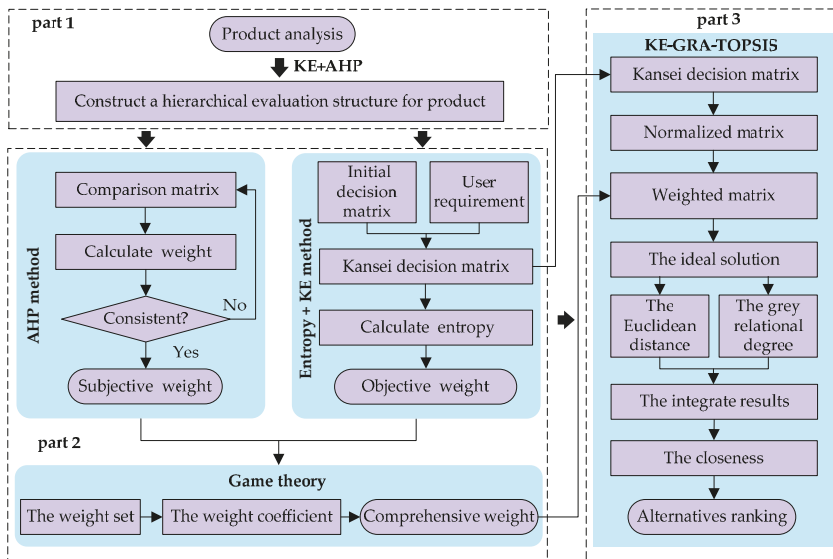 part 1
Product analysis
KE+AHP
Construct a hierarchical evaluation structure for product
AHP method
Comparison matrix
Calculate weight
Consistent?
No
Yes
Subjective weight
Entropy + KE method
Initial
decision
matrix
User
requirement
Kansei decision matrix
Calculate entropy
Objective weight
part 2
Game theory
The weight set
The weight coefficient
Comprehensive weight
part 3
KE-GRA-TOPSIS
Kansei decision matrix
Normalized matrix
Weighted matrix
The ideal solution
The
Euclidean
distance
The grey
relational
degree
The integrate results
The closeness
Alternatives ranking